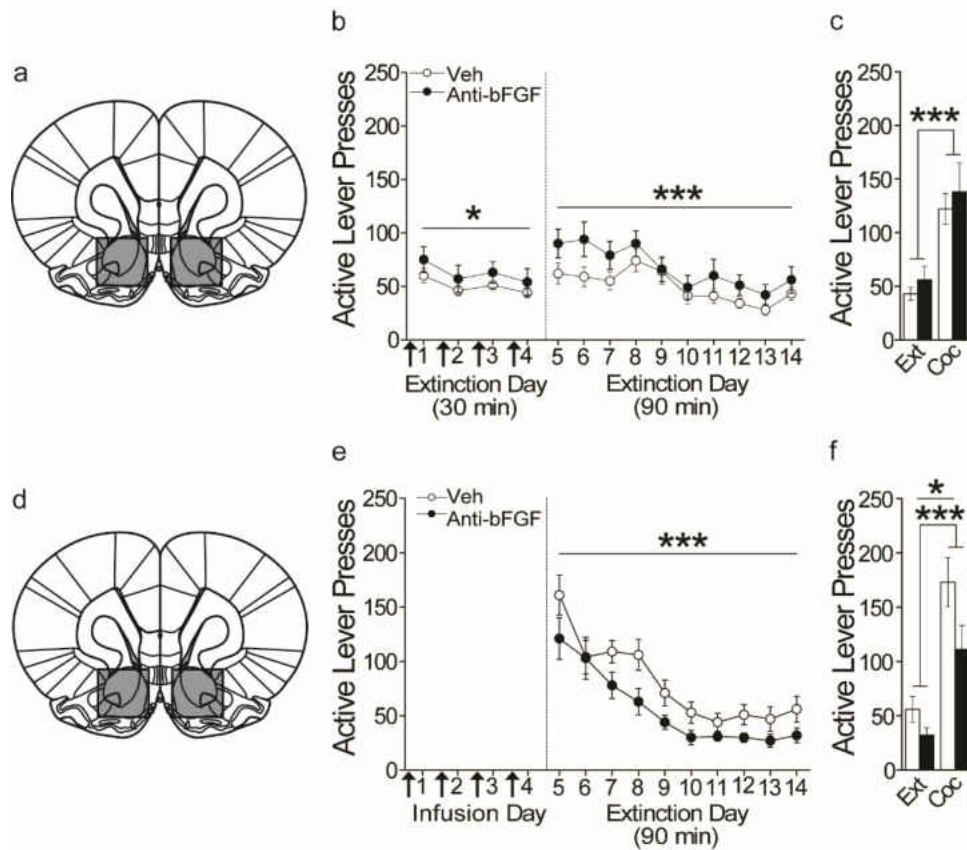 a
b
Active Lever Presses
250
200
150
100
50
0
Veh
Anti-bFGF
*
***
1 2 3 4
Extinction Day
(30 min)
5 6 7 8 9 10 11 12 13 14
Extinction Day
(90 min)
c
Active Lever Presses
250
200
150
100
50
0
***
Ext Coc
d
e
Active Lever Presses
250
200
150
100
50
0
Veh
Anti-bFGF
***
1 2 3 4
Infusion Day
5 6 7 8 9 10 11 12 13 14
Extinction Day
(90 min)
f
Active Lever Presses
250
200
150
100
50
0
*
***
Ext Coc